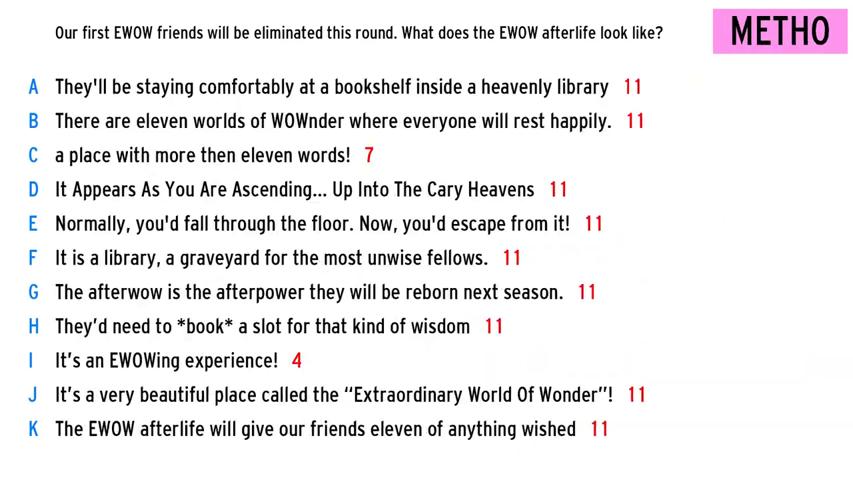 Our first EWOW friends will be eliminated this round. What does the EWOW afterlife look like?
METHO
A They'll be staying comfortably at a bookshelf inside a heavenly library 11
B There are eleven worlds of WOWnder where everyone will rest happily. 11
C a place with more then eleven words! 7
D It Appears As You Are Ascending... Up Into The Cary Heavens 11
E Normally, you'd fall through the floor. Now, you'd escape from it! 11
F It is a library, a graveyard for the most unwise fellows. 11
G The afterwow is the afterpower they will be reborn next season. 11
H They’d need to *book* a slot for that kind of wisdom 11
I It’s an EWOWing experience! 4
J It’s a very beautiful place called the “Extraordinary World Of Wonder”! 11
K The EWOW afterlife will give our friends eleven of anything wished 11